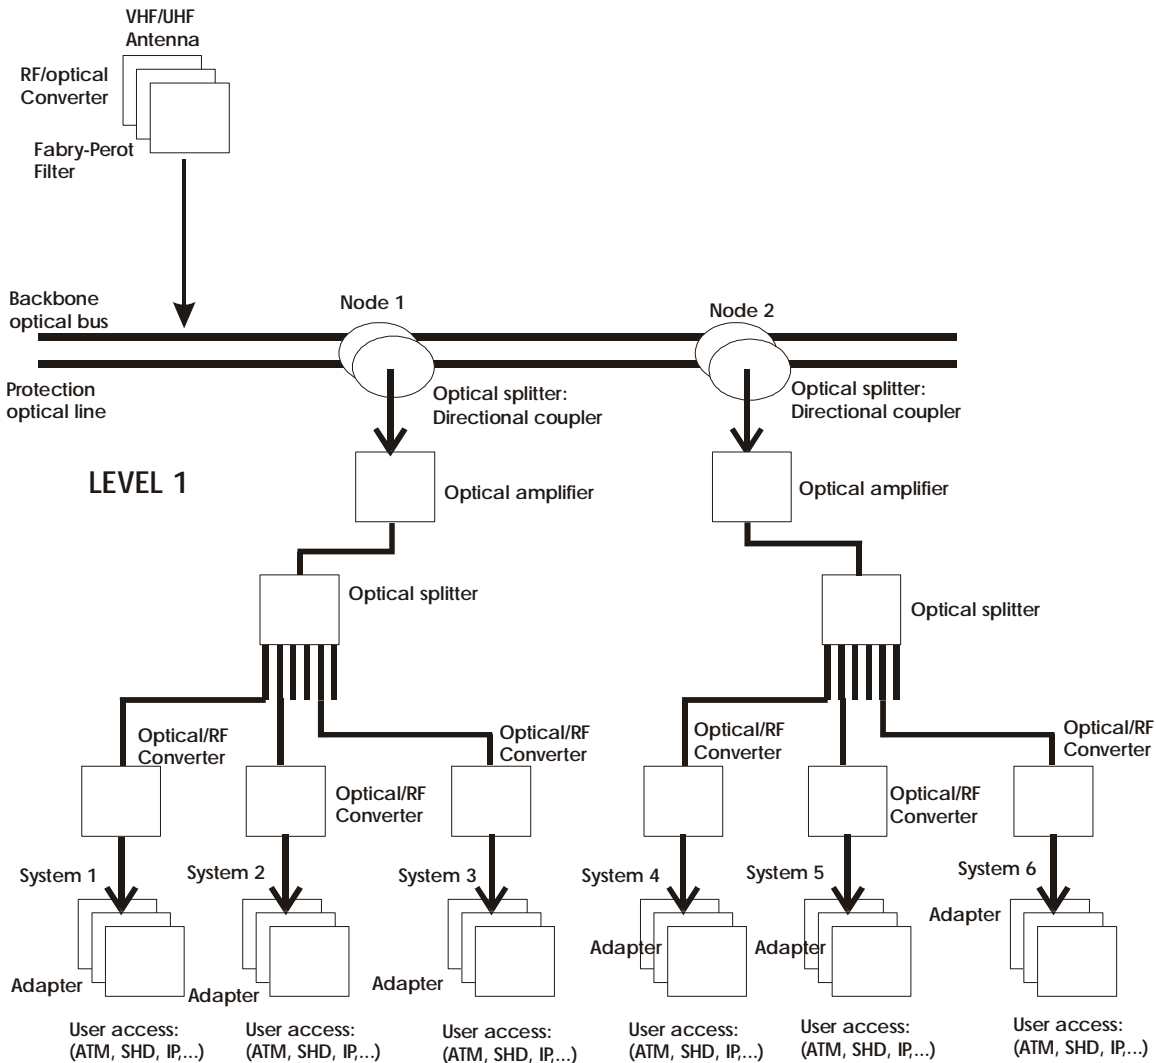 VHF/UHF
Antenna
RF/optical
Converter
Fabry-Perot
Filter
Backbone
optical bus
Node 1
Node 2
Protection
optical line
Optical splitter:
Directional coupler
Optical splitter:
Directional coupler
LEVEL 1
Optical amplifier
Optical amplifier
Optical splitter
Optical splitter
Optical/RF
Converter
Optical/RF
Converter
Optical/RF
Converter
Optical/RF
Converter
Optical/RF
Converter
Optical/RF
Converter
System 1
System 2
System 3
System 4
System 5
System 6
Adapter
Adapter
Adapter
Adapter
Adapter
Adapter
User access:
(ATM, SHD, IP,...)
User access:
(ATM, SHD, IP,...)
User access:
(ATM, SHD, IP,...)
User access:
(ATM, SHD, IP,...)
User access:
(ATM, SHD, IP,...)
User access:
(ATM, SHD, IP,...)